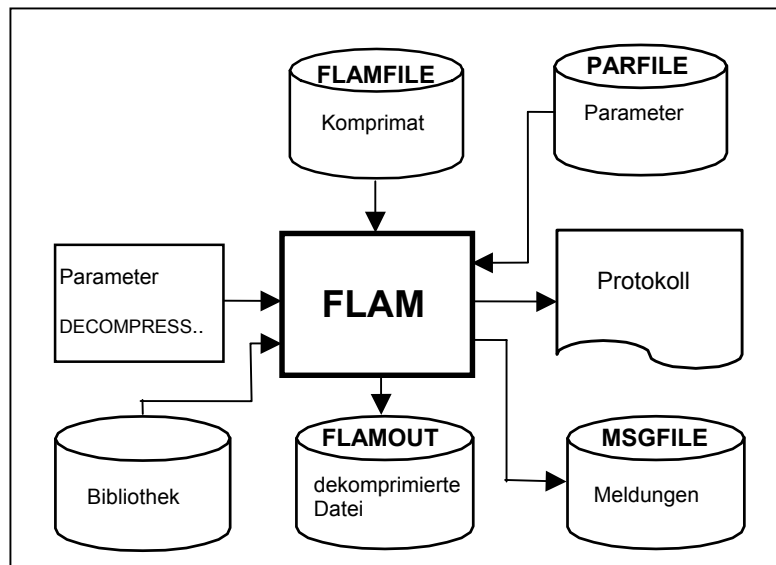 FLAMFILE
Komprimat
PARFILE
Parameter
Parameter
DECOMPRESS..
FLAM
Protokoll
Bibliothek
FLAMOUT
dekomprimierte
Datei
MSGFILE
Meldungen